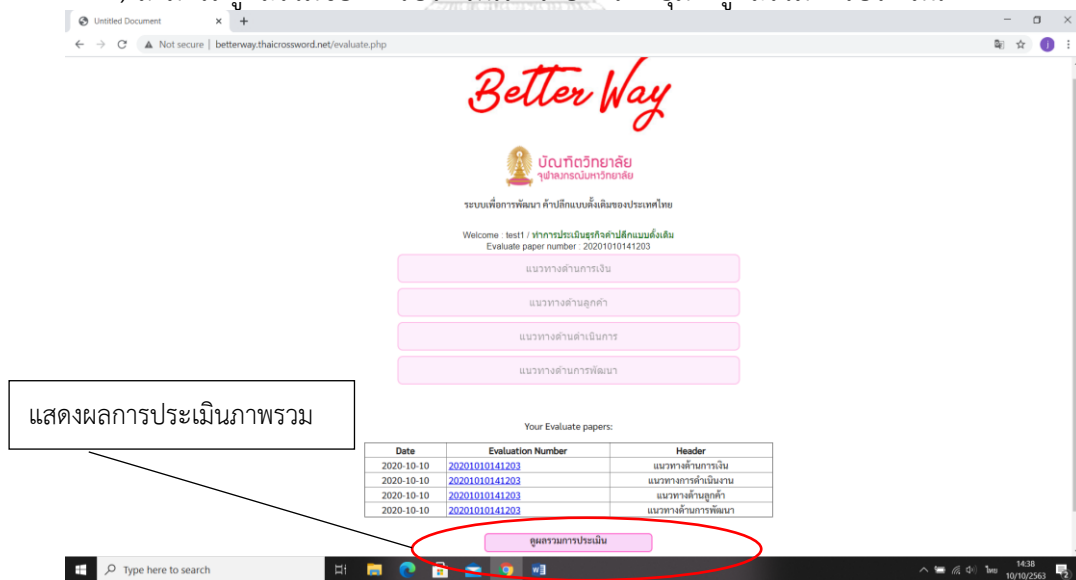 Untitled Document
Not secure | betterway.thaicrossword.net/evaluate.php
Better Way
บัณฑิตวิทยาลัย
จุฬาลงกรณ์มหาวิทยาลัย
ระบบเพื่อการพัฒนา ค้าปลีกแบบดั้งเดิมของประเทศไทย
Welcome : test1 / ทำการประเมินธุรกิจค้าปลีกแบบดั้งเดิม
Evaluate paper number : 20201010141203
แนวทางด้านการเงิน
แนวทางด้านลูกค้า
แนวทางด้านดำเนินการ
แนวทางด้านการพัฒนา
แสดงผลการประเมินภาพรวม
Your Evaluate papers:
Date Evaluation Number Header
2020-10-10 20201010141203 แนวทางด้านการเงิน
2020-10-10 20201010141203 แนวทางการดำเนินงาน
2020-10-10 20201010141203 แนวทางด้านลูกค้า
2020-10-10 20201010141203 แนวทางด้านการพัฒนา
ดูผลรวมการประเมิน
Type here to search
ไทย
14:38
10/10/2563